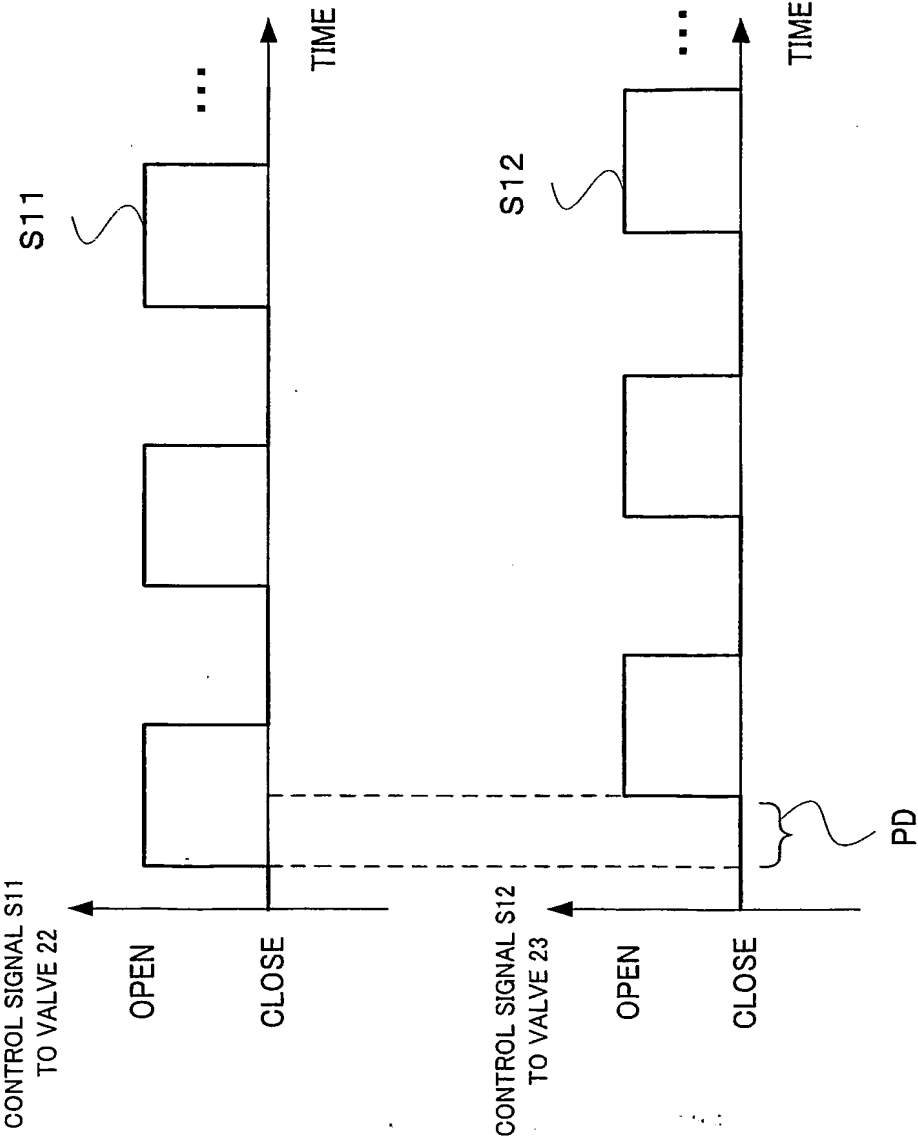 CONTROL SIGNAL S11
TO VALVE 22
OPEN
CLOSE
S11
...
TIME
CONTROL SIGNAL S12
TO VALVE 23
OPEN
CLOSE
S12
...
TIME
PD